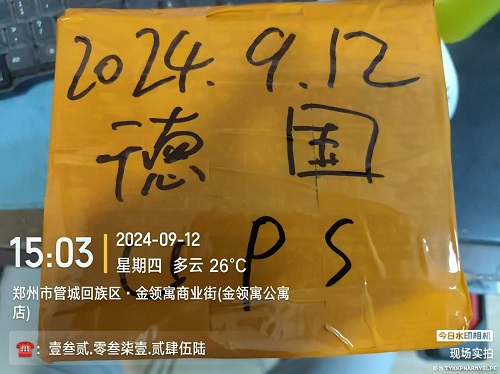 2024.9.12
德国
UPS
15:03
2024-09-12
星期四 多云 26°C
郑州市管城回族区·金领寓商业街(金领寓公寓
店)
☎：壹叁贰.零叁柒壹.贰肆伍陆
今日水印相机
现场实拍